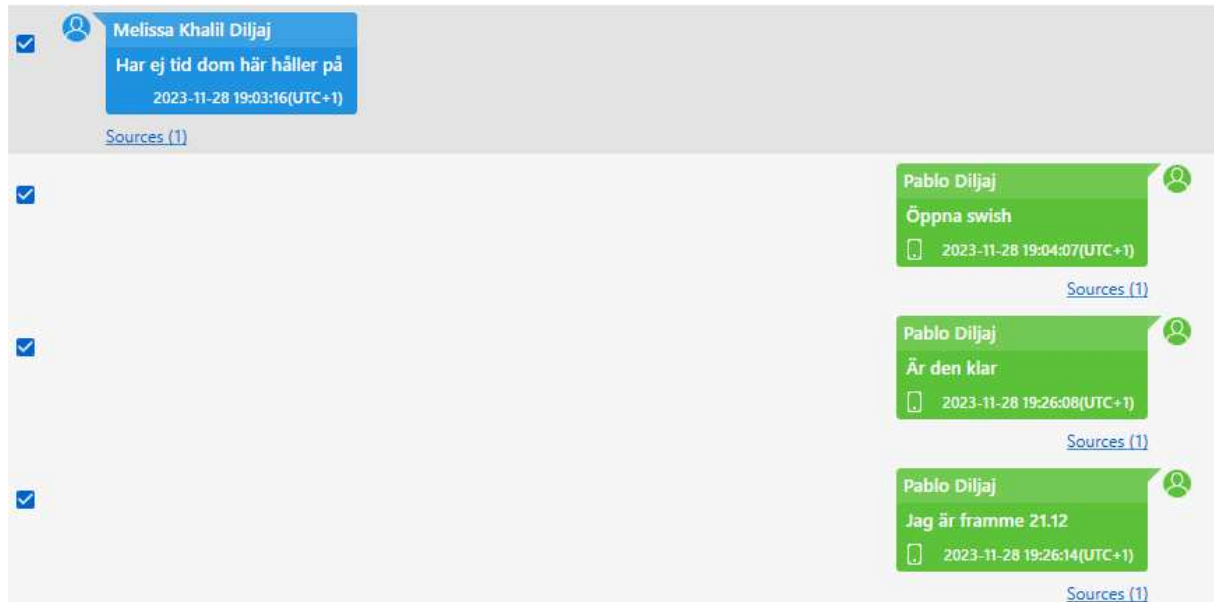 Melissa Khalil Diljaj
Har ej tid dom här håller på
2023-11-28 19:03:16(UTC+1)
Sources (1)
Pablo Diljaj
Öppna swish
2023-11-28 19:04:07(UTC+1)
Sources (1)
Pablo Diljaj
Är den klar
2023-11-28 19:26:08(UTC+1)
Sources (1)
Pablo Diljaj
Jag är framme 21.12
2023-11-28 19:26:14(UTC+1)
Sources (1)